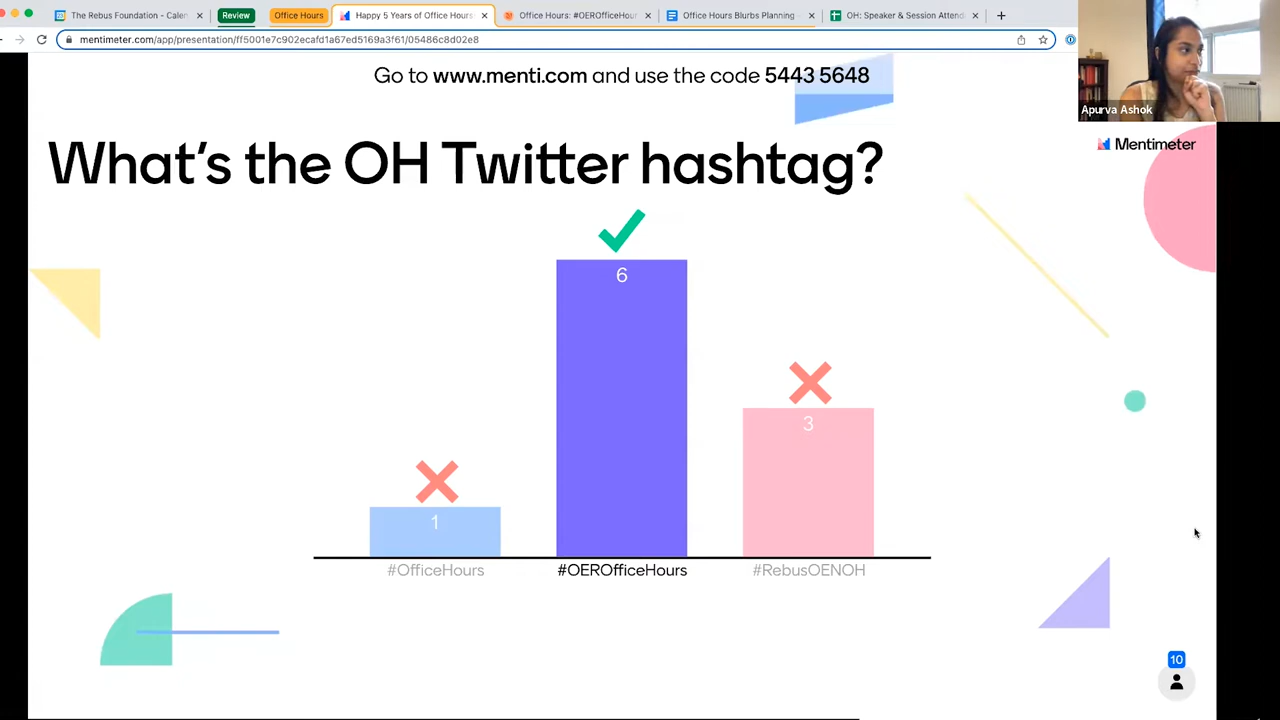 The Rebus Foundation - Calen
Review
Office Hours
Happy 5 Years of Office Hours
Office Hours: #OEROfficeHour
Office Hours Blurbs Planning -
OH: Speaker & Session Attend
mentimeter.com/app/presentation/ff5001e7c902ecafd1a67ed5169a3f61/05486c8d02e8
Go to www.menti.com and use the code 5443 5648
Apurva Ashok
Mentimeter
What's the OH Twitter hashtag?
6
3
1
#OfficeHours
#OEROfficeHours
#RebusOENOH
10